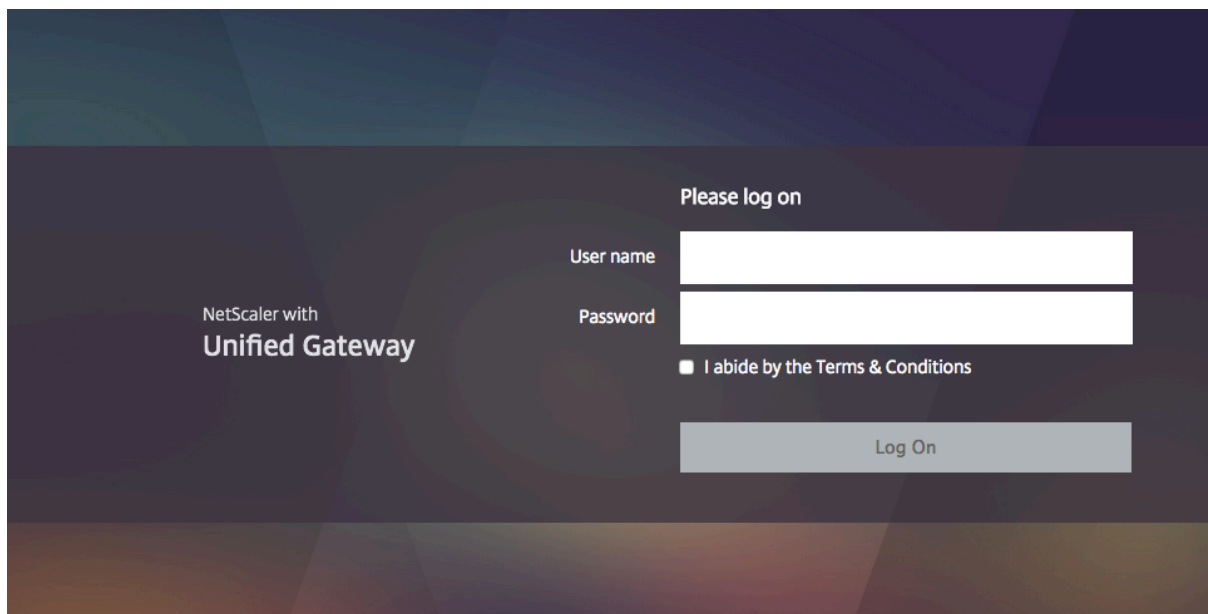 Please log on
User name
Password
NetScaler with
Unified Gateway
I abide by the Terms & Conditions
Log On